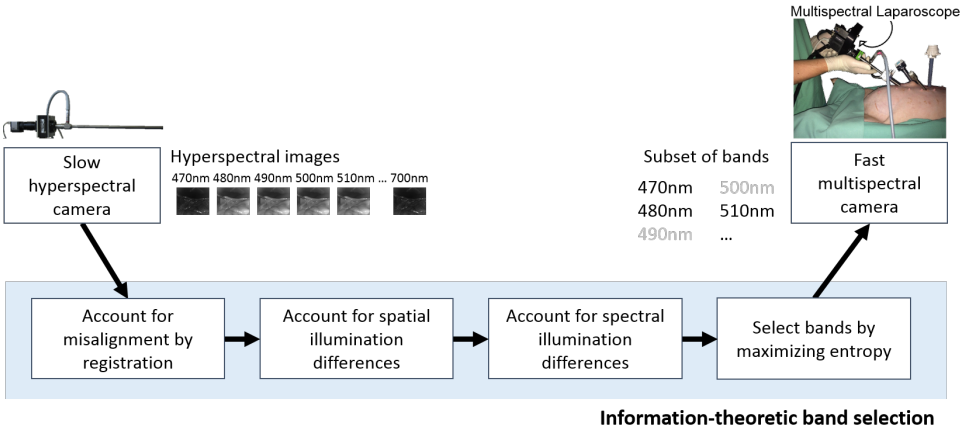 Multispectral Laparoscope
Slow
hyperspectral
camera
Hyperspectral images
470nm 480nm 490nm 500nm 510nm ... 700nm
Subset of bands
470nm 500nm
480nm 510nm
490nm ...
Fast
multispectral
camera
Account for
misalignment by
registration
Account for spatial
illumination
differences
Account for spectral
illumination
differences
Select bands by
maximizing entropy
Information-theoretic band selection